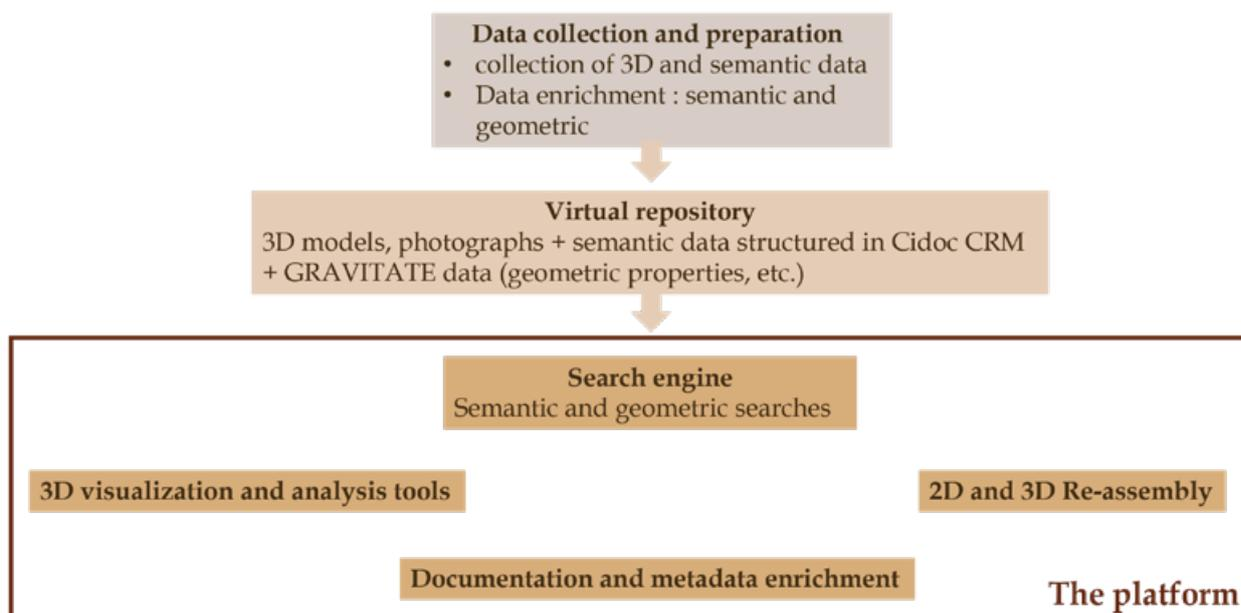 Data collection and preparation
• collection of 3D and semantic data
• Data enrichment : semantic and
geometric
Virtual repository
3D models, photographs + semantic data structured in Cidoc CRM
+ GRAVITATE data (geometric properties, etc.)
Search engine
Semantic and geometric searches
3D visualization and analysis tools
2D and 3D Re-assembly
Documentation and metadata enrichment
The platform